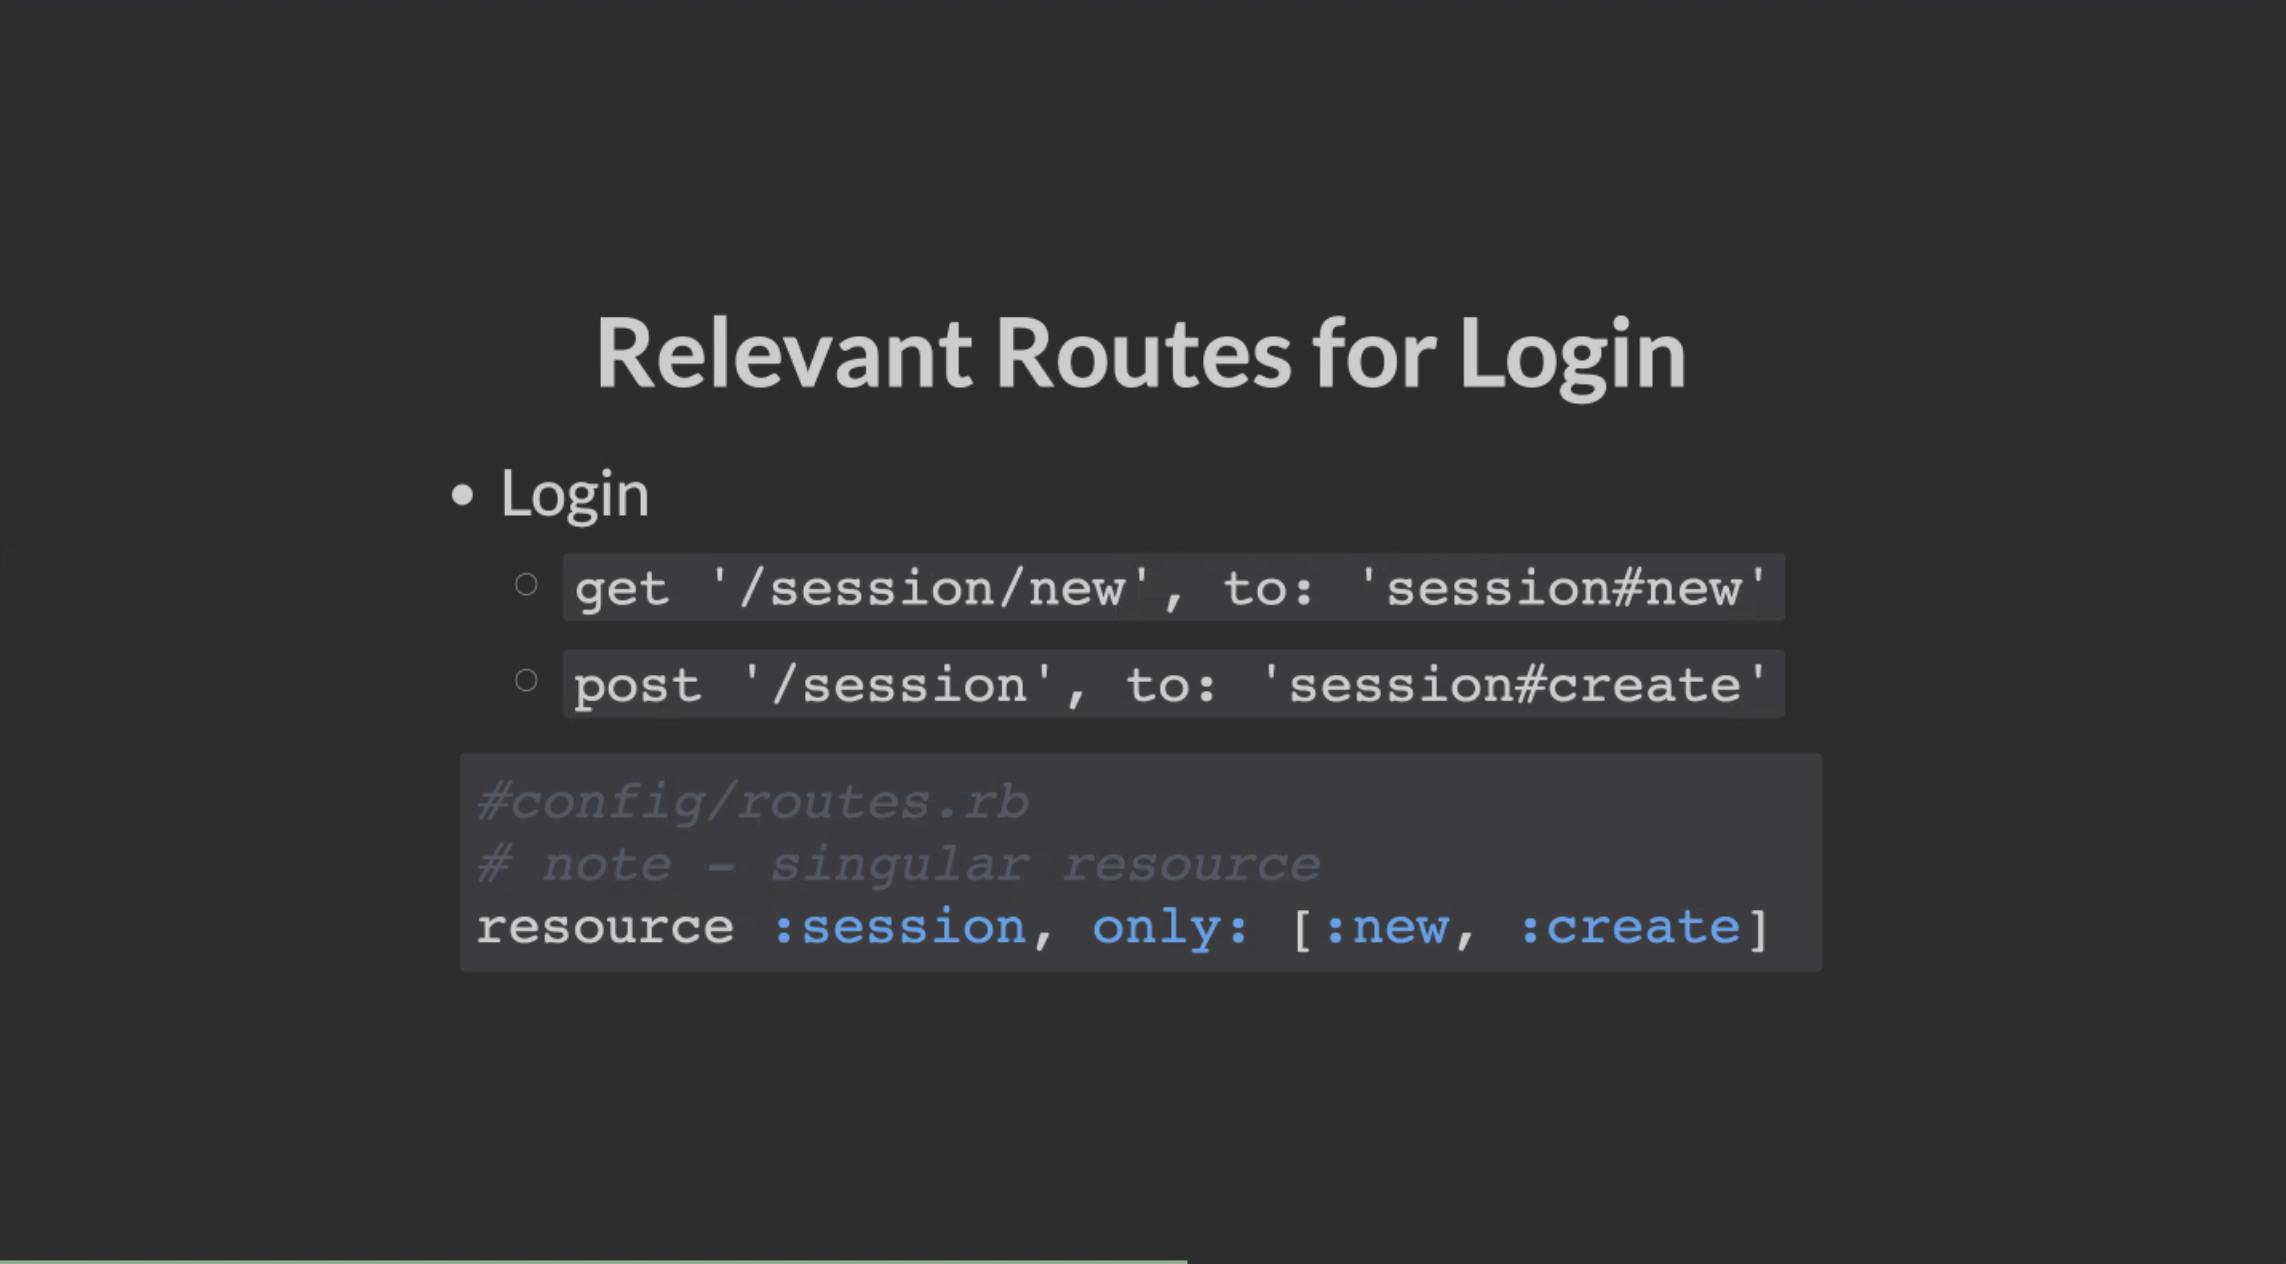 Relevant Routes for Login
Login
get '/session/new', to: 'session#new'
post '/session', to: 'session#create'
#config/routes.rb
# note - singular resource
resource :session, only: [:new, :create]